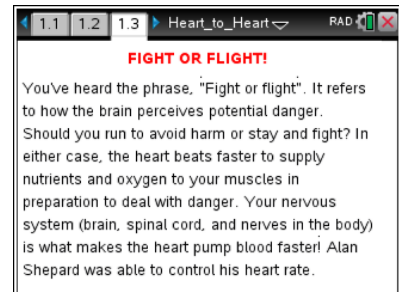 1.1 1.2 1.3 Heart_to_Heart RAD
FIGHT OR FLIGHT!
You've heard the phrase, "Fight or flight". It refers
to how the brain perceives potential danger.
Should you run to avoid harm or stay and fight? In
either case, the heart beats faster to supply
nutrients and oxygen to your muscles in
preparation to deal with danger. Your nervous
system (brain, spinal cord, and nerves in the body)
is what makes the heart pump blood faster! Alan
Shepard was able to control his heart rate.